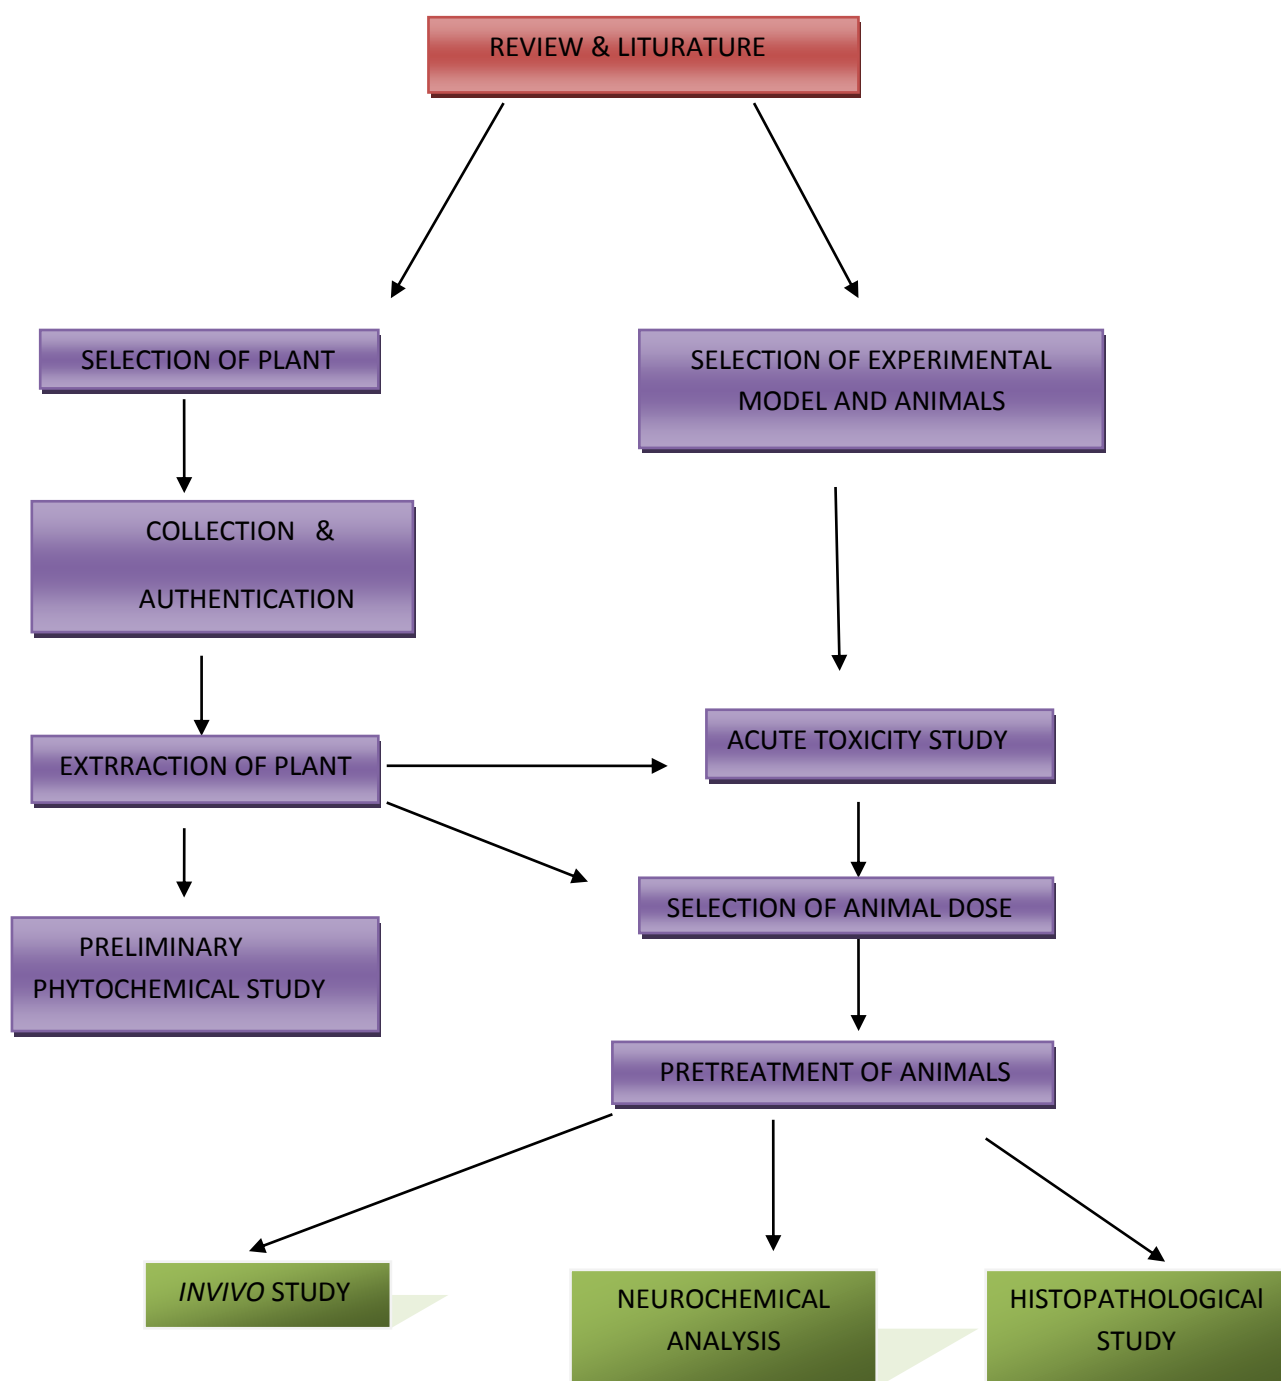 REVIEW & LITURATURE
SELECTION OF PLANT
SELECTION OF EXPERIMENTAL
MODEL AND ANIMALS
COLLECTION &
AUTHENTICATION
EXTRRACTION OF PLANT
ACUTE TOXICITY STUDY
SELECTION OF ANIMAL DOSE
PRELIMINARY
PHYTOCHEMICAL STUDY
PRETREATMENT OF ANIMALS
INVIVO STUDY
NEUROCHEMICAL
ANALYSIS
HISTOPATHOLOGICAl
STUDY